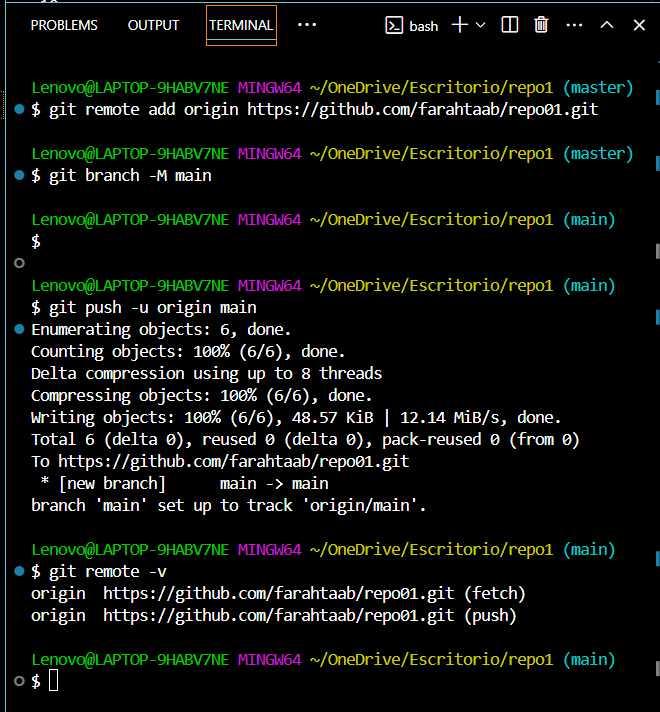 PROBLEMS OUTPUT TERMINAL ··· bash ···
Lenovo@LAPTOP-9HABV7NE MINGW64 ~/OneDrive/Escritorio/repo1 (master)
$ git remote add origin https://github.com/farahtaab/repo01.git
Lenovo@LAPTOP-9HABV7NE MINGW64 ~/OneDrive/Escritorio/repo1 (master)
$ git branch -M main
Lenovo@LAPTOP-9HABV7NE MINGW64 ~/OneDrive/Escritorio/repo1 (main)
$
Lenovo@LAPTOP-9HABV7NE MINGW64 ~/OneDrive/Escritorio/repo1 (main)
$ git push -u origin main
Enumerating objects: 6, done.
Counting objects: 100% (6/6), done.
Delta compression using up to 8 threads
Compressing objects: 100% (6/6), done.
Writing objects: 100% (6/6), 48.57 KiB | 12.14 MiB/s, done.
Total 6 (delta 0), reused 0 (delta 0), pack-reused 0 (from 0)
To https://github.com/farahtaab/repo01.git
 * [new branch]      main -> main
branch 'main' set up to track 'origin/main'.
Lenovo@LAPTOP-9HABV7NE MINGW64 ~/OneDrive/Escritorio/repo1 (main)
$ git remote -v
origin  https://github.com/farahtaab/repo01.git (fetch)
origin  https://github.com/farahtaab/repo01.git (push)
Lenovo@LAPTOP-9HABV7NE MINGW64 ~/OneDrive/Escritorio/repo1 (main)
$